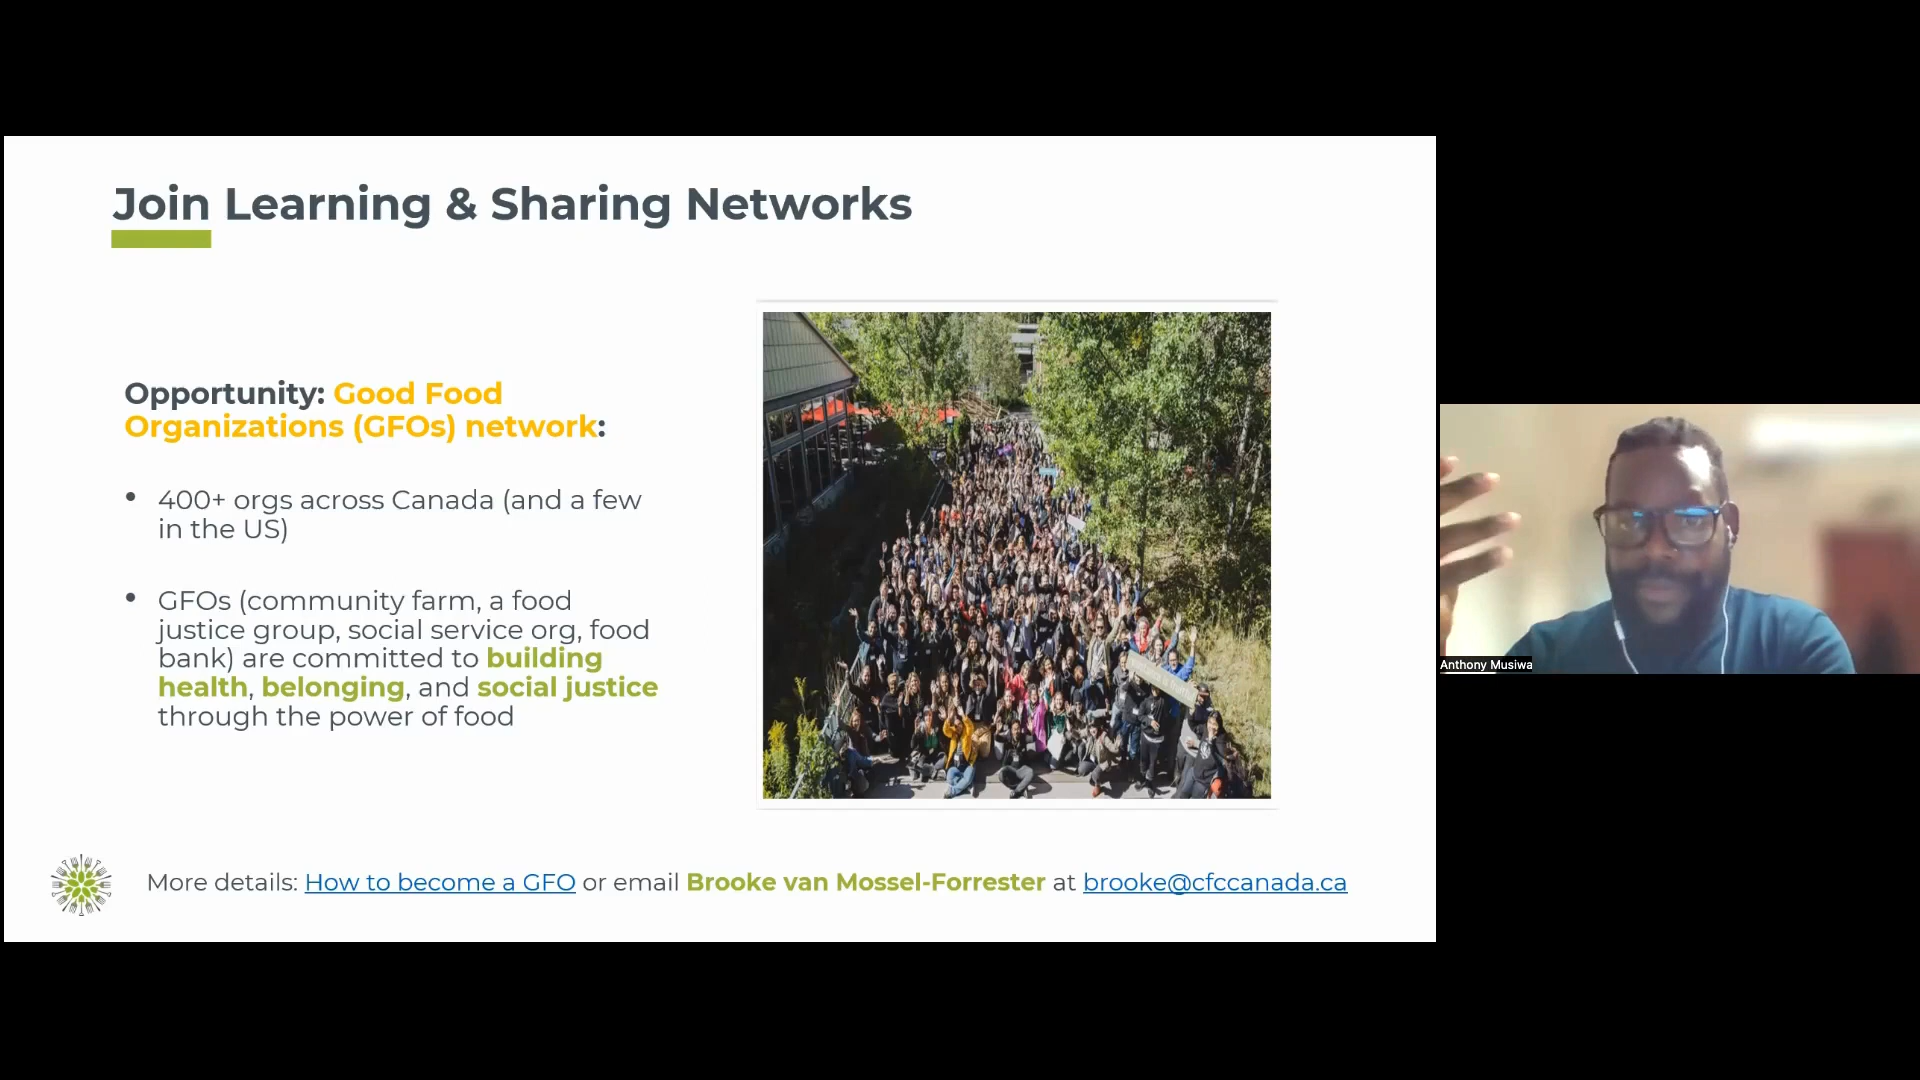 Join Learning & Sharing Networks
Opportunity: Good Food
Organizations (GFOs) network:
• 400+ orgs across Canada (and a few
in the US)
• GFOs (community farm, a food
justice group, social service org, food
bank) are committed to building
health, belonging, and social justice
through the power of food
More details: How to become a GFO or email Brooke van Mossel-Forrester at brooke@cfccanada.ca
Anthony Musiwa